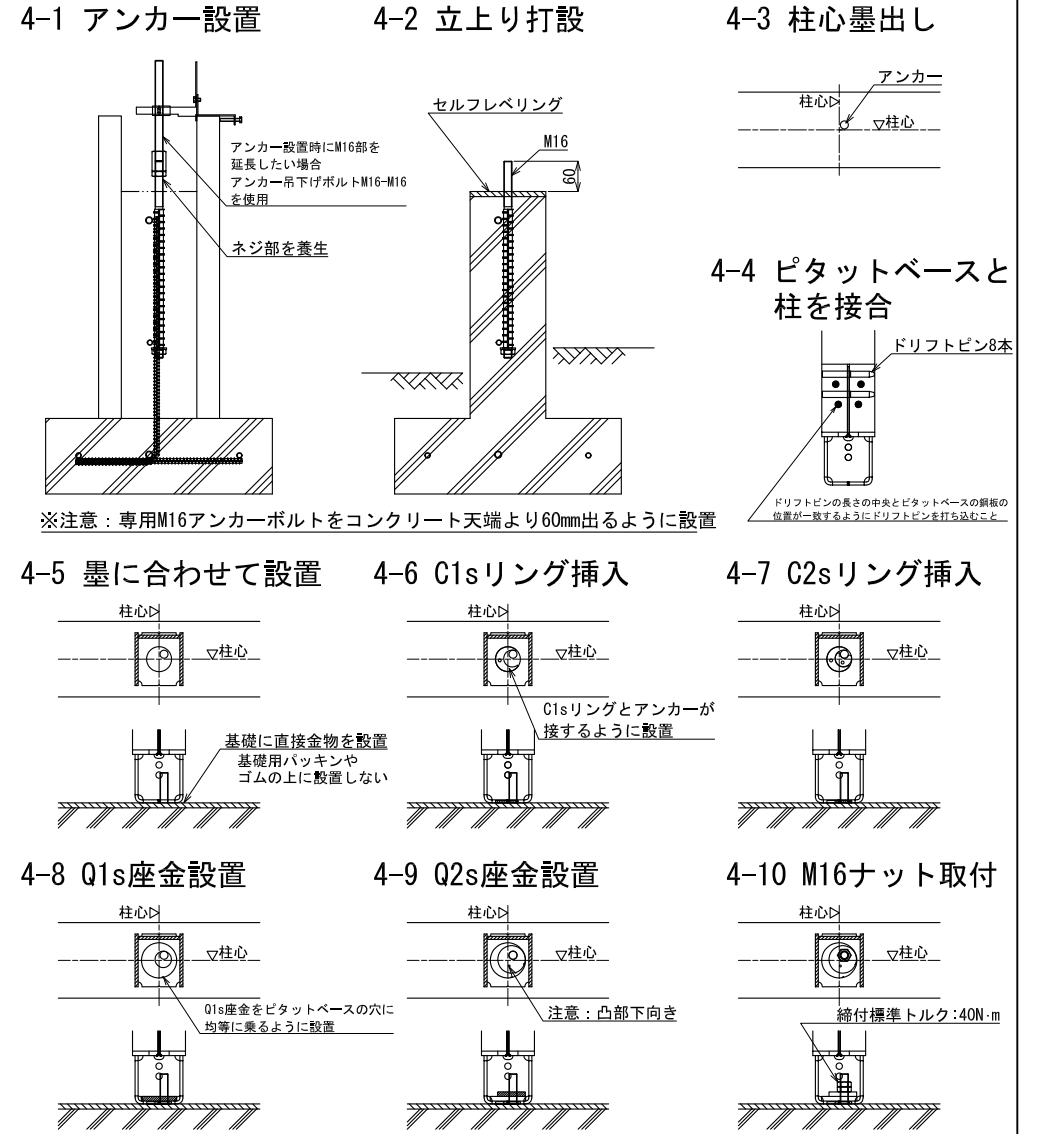 4-1 アンカー設置
アンカー設置時にM16部を
延長したい場合
アンカー吊下げボルトM16-M16
を使用
ネジ部を養生
4-2 立上り打設
セルフレベリング
M16
60
※注意：専用M16アンカーボルトをコンクリート天端より60mm出るように設置
4-3 柱心墨出し
アンカー
柱心▷
▽柱心
4-4 ピタットベースと
柱を接合
ドリフトピン8本
ドリフトピンの長さの中央とピタットベースの鋼板の
位置が一致するようにドリフトピンを打ち込むこと
4-5 墨に合わせて設置
柱心▷
▽柱心
基礎に直接金物を設置
基礎用パッキンや
ゴムの上に設置しない
4-6 C1sリング挿入
柱心▷
▽柱心
C1sリングとアンカーが
接するように設置
4-7 C2sリング挿入
柱心▷
▽柱心
4-8 Q1s座金設置
柱心▷
▽柱心
Q1s座金をピタットベースの穴に
均等に乗るように設置
4-9 Q2s座金設置
柱心▷
▽柱心
注意：凸部下向き
4-10 M16ナット取付
柱心▷
▽柱心
締付標準トルク:40N·m